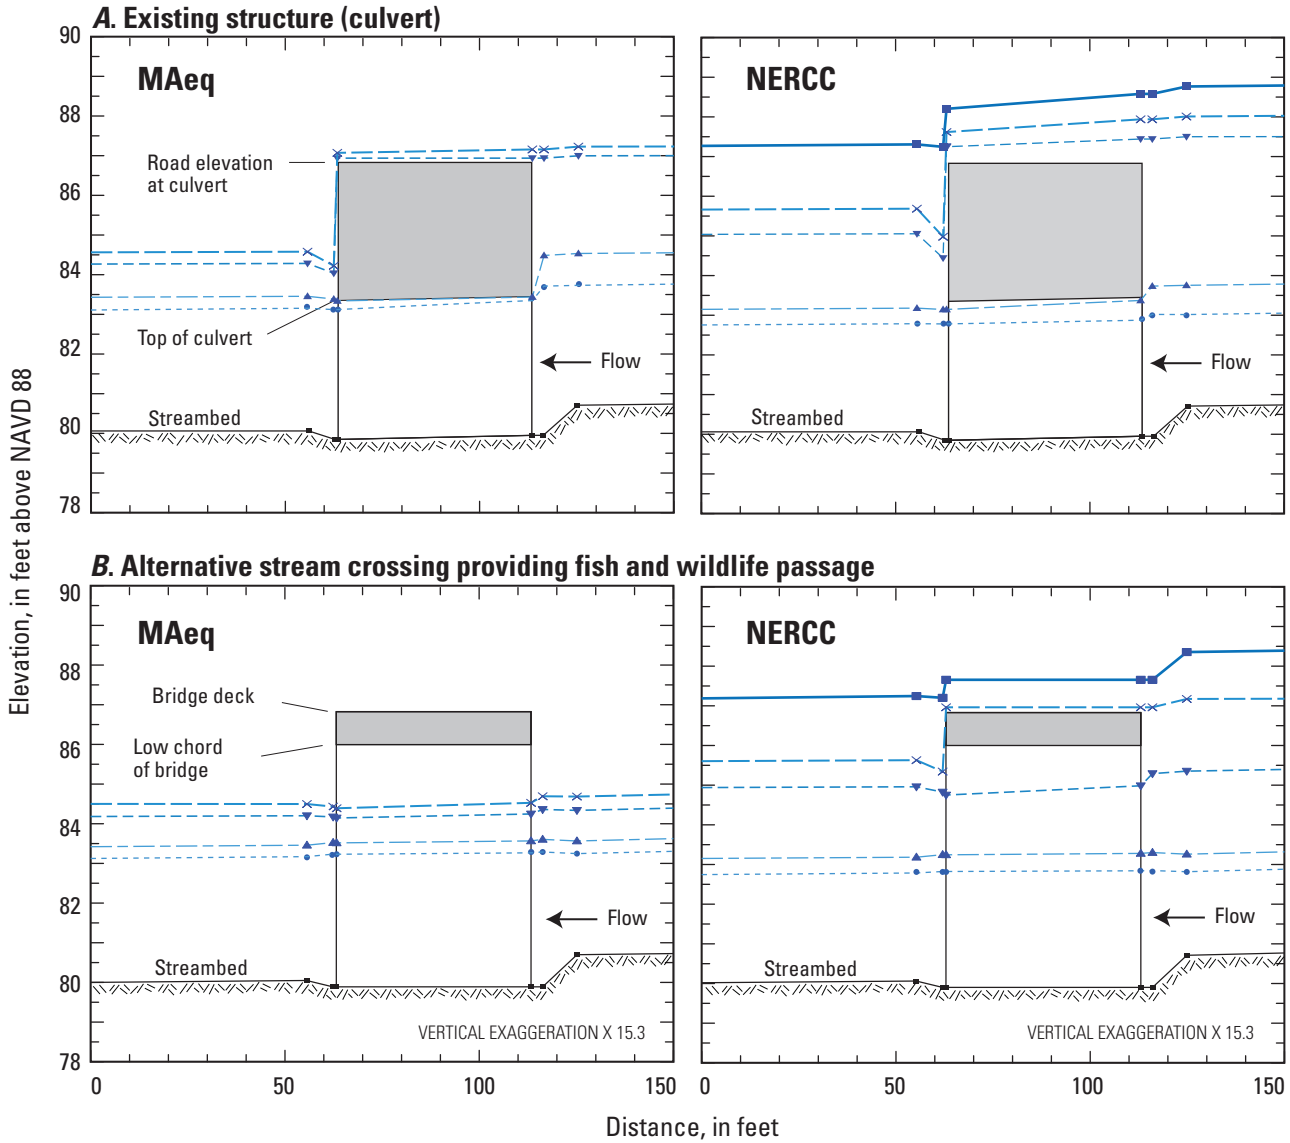 A. Existing structure (culvert)
Elevation, in feet above NAVD 88
90
88
86
84
82
80
78
MAeq
Road elevation
at culvert
Top of culvert
Flow
Streambed
NERCC
Flow
Streambed
B. Alternative stream crossing providing fish and wildlife passage
90
88
86
84
82
80
78
MAeq
Bridge deck
Low chord
of bridge
Flow
Streambed
VERTICAL EXAGGERATION X 15.3
NERCC
Flow
Streambed
VERTICAL EXAGGERATION X 15.3
0 50 100 150
0 50 100 150
Distance, in feet